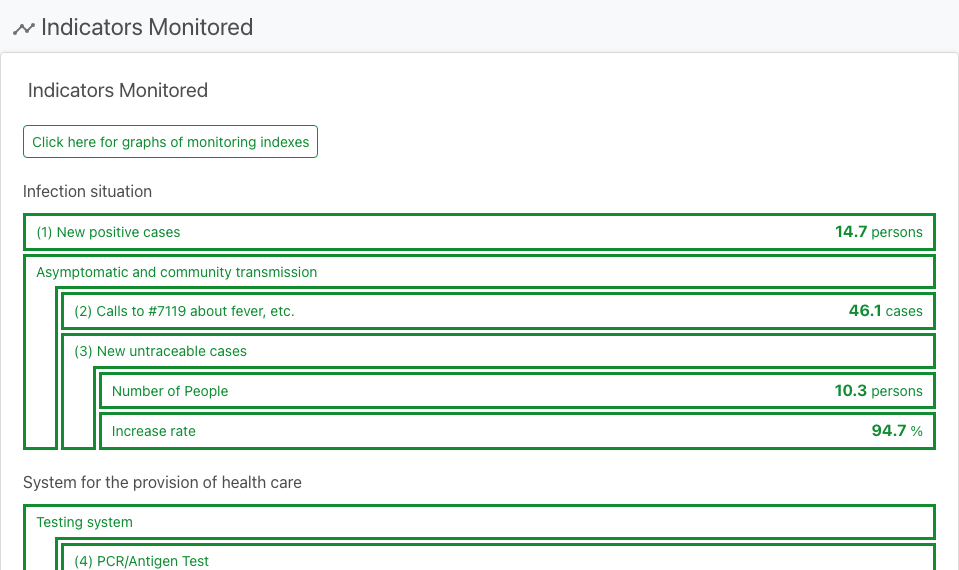 Indicators Monitored
Indicators Monitored
Click here for graphs of monitoring indexes
Infection situation
(1) New positive cases 14.7 persons
Asymptomatic and community transmission
(2) Calls to #7119 about fever, etc. 46.1 cases
(3) New untraceable cases
Number of People 10.3 persons
Increase rate 94.7 %
System for the provision of health care
Testing system
(4) PCR/Antigen Test